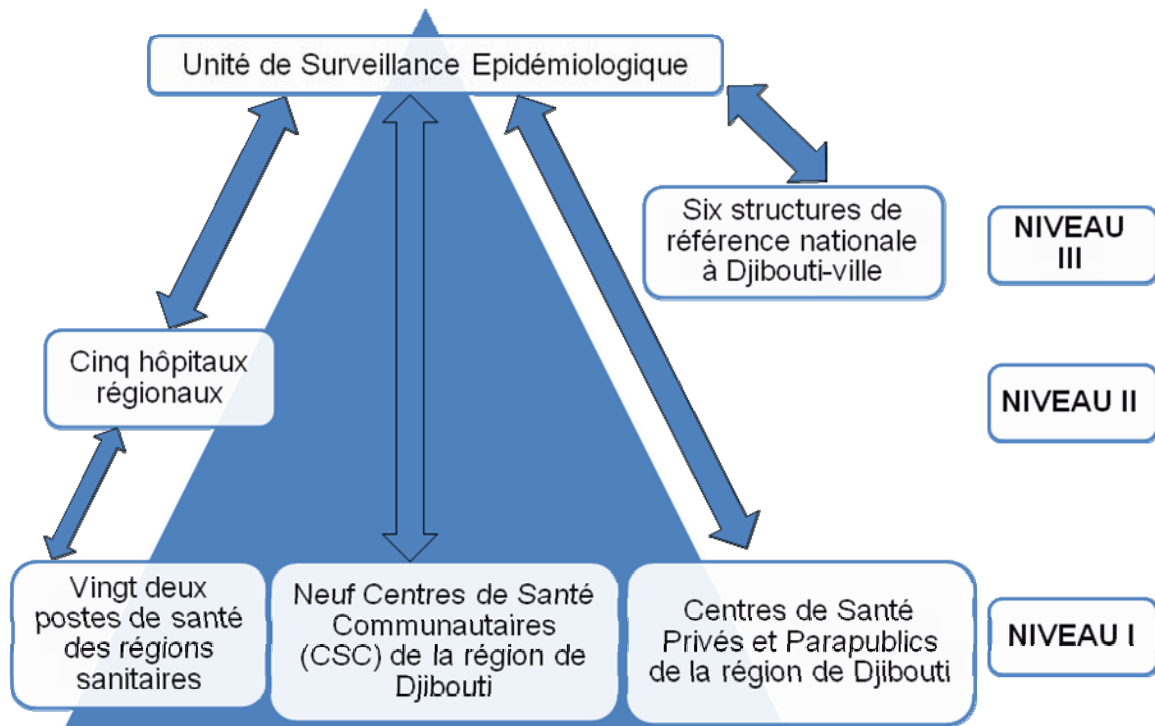 Unité de Surveillance Epidémiologique
Six structures de
référence nationale
à Djibouti-ville
NIVEAU
III
Cinq hôpitaux
régionaux
NIVEAU II
Vingt deux
postes de santé
des régions
sanitaires
Neuf Centres de Santé
Communautaires
(CSC) de la région de
Djibouti
Centres de Santé
Privés et Parapublics
de la région de Djibouti
NIVEAU I